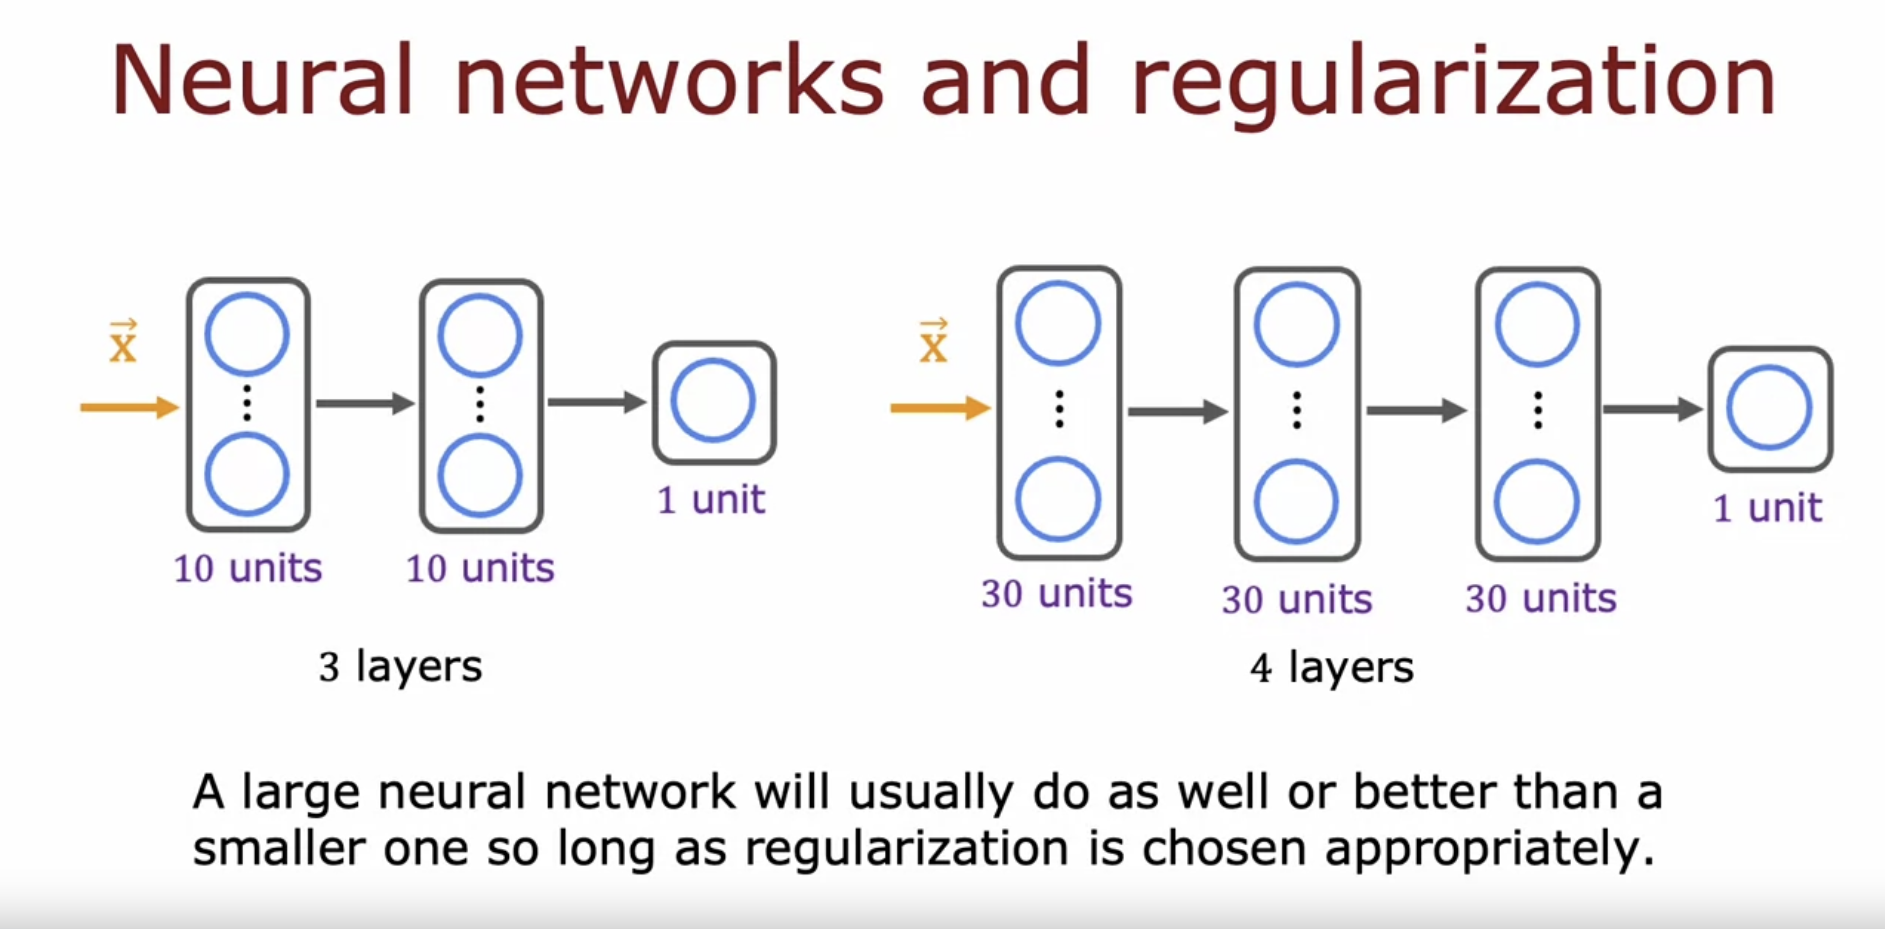 Neural networks and regularization
x⃗
10 units
10 units
1 unit
3 layers
x⃗
30 units
30 units
30 units
1 unit
4 layers
A large neural network will usually do as well or better than a
smaller one so long as regularization is chosen appropriately.